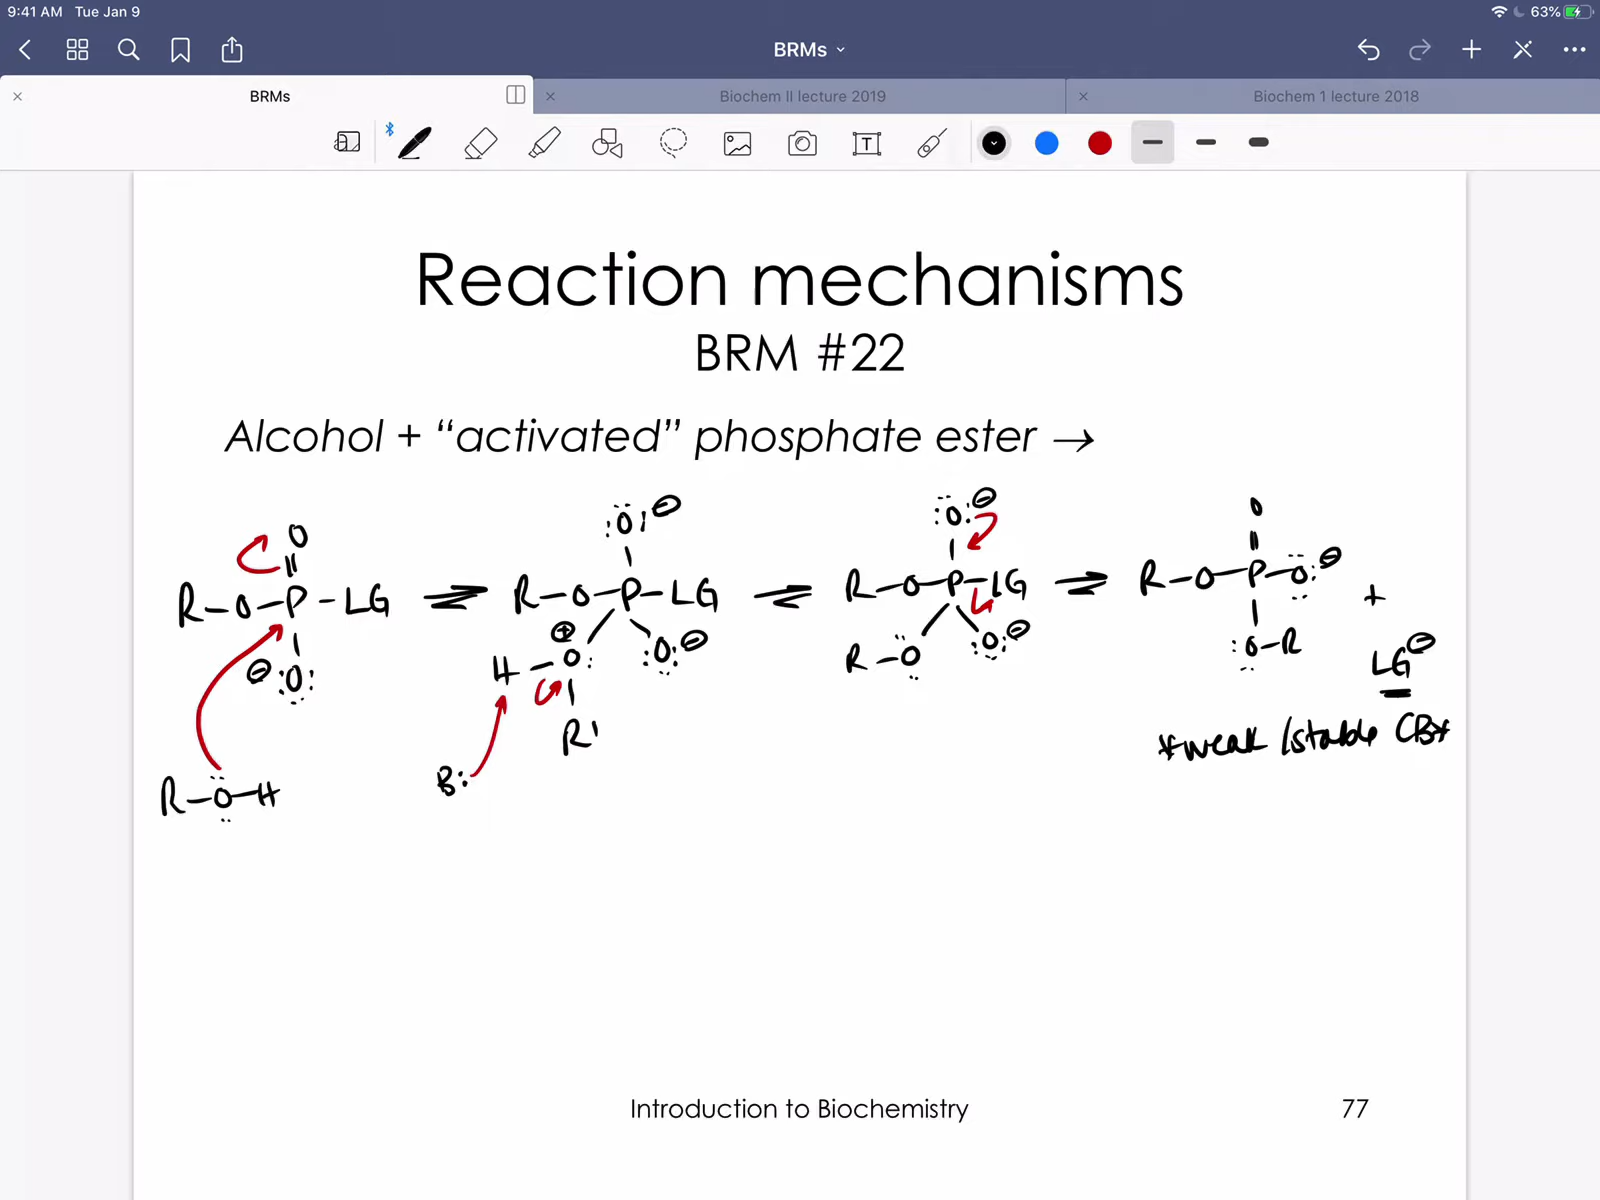 9:41 AM Tue Jan 9
63%
BRMs
BRMs
Biochem II lecture 2019
Biochem 1 lecture 2018
Reaction mechanisms
BRM #22
Alcohol + “activated” phosphate ester →
O
R-O-P-LG
⊖ :O:
R-O-H
:O: ⊖
R-O-P-LG
⊕
H-O: :O: ⊖
R'
B:
:O: ⊖
R-O-P-LG
R-O :O: ⊖
O
R-O-P-O: ⊖
:O-R
+
LG ⊖
*weak /stable CB*
Introduction to Biochemistry
77